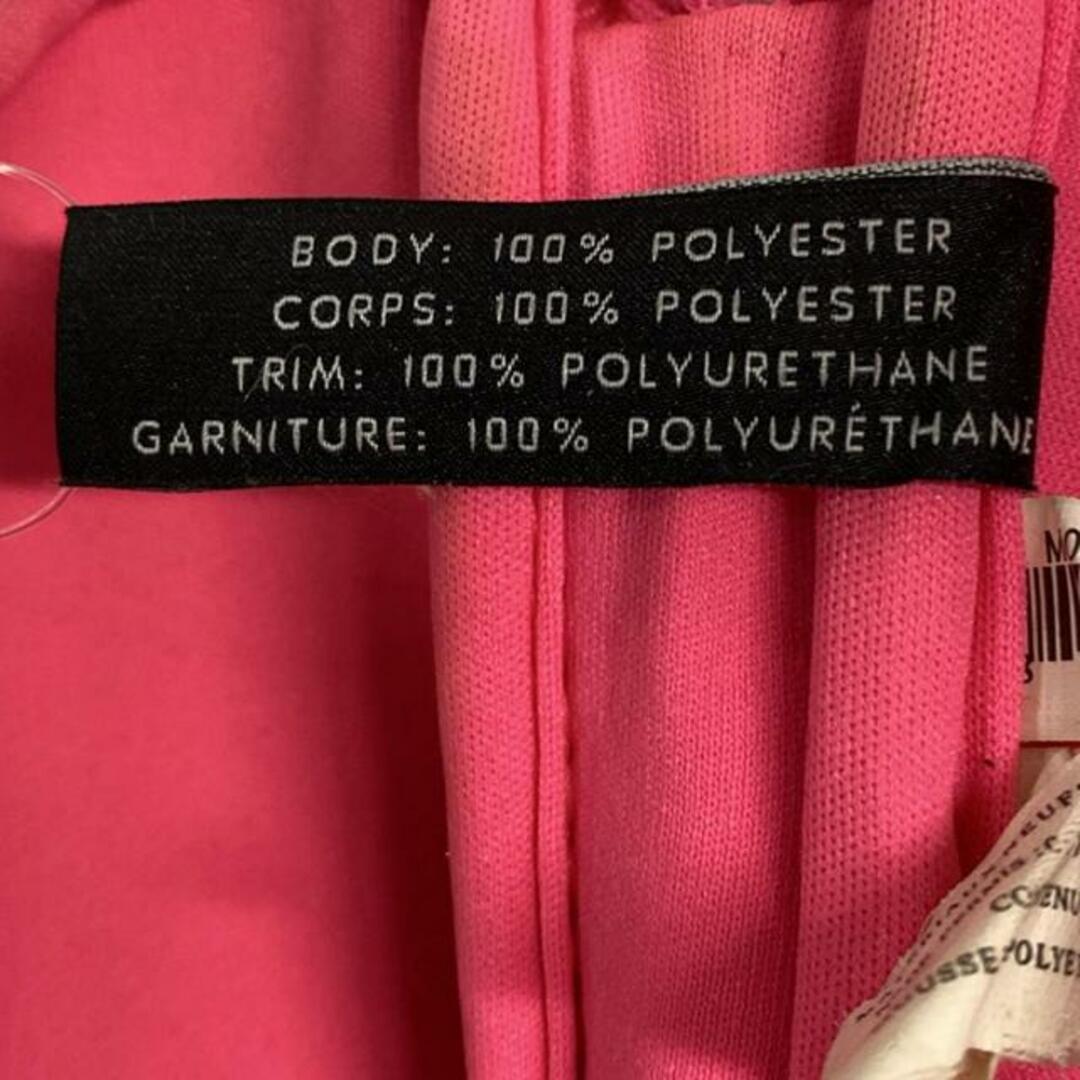 BODY: 100% POLYESTER
CORPS: 100% POLYESTER
TRIM: 100% POLYURETHANE
GARNITURE: 100% POLYURÉTHANE